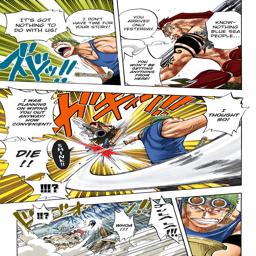 KNOW-
NOTHING
BLUE SEA
PEOPLE...
YOU
ARRIVED
ONLY
YESTERDAY.
YOU
WON'T BE
GETTING
ANYTHING
FROM
HERE!
I DON'T
HAVE TIME
FOR YOUR
STORY!
IT'S GOT
NOTHING
TO DO
WITH US!
I
THOUGHT
SO!
I WAS
PLANNING ON
WIPING YOU
OUT ANYWAY!
HOW
CONVENIENT!
DIE!!
!!?
WHOA
!!!
!!?